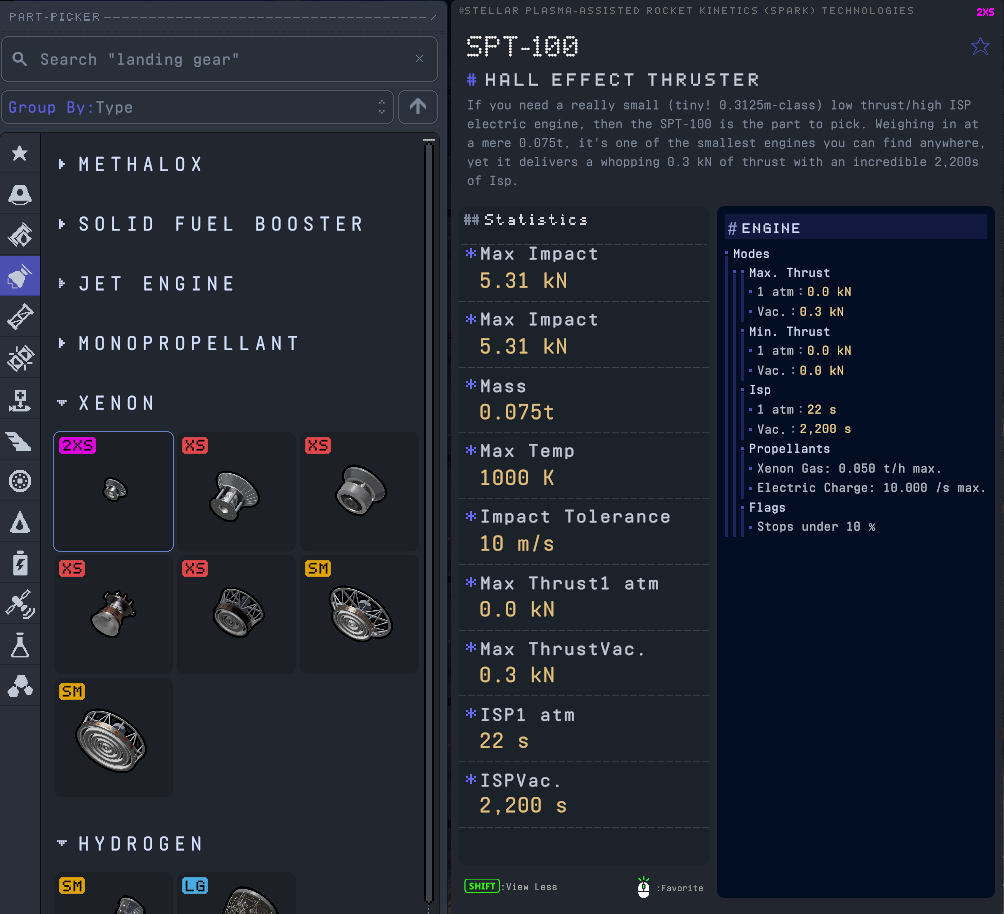 PART-PICKER
Search "landing gear"
Group By:Type
METHALOX
SOLID FUEL BOOSTER
JET ENGINE
MONOPROPELLANT
XENON
2XS
XS
XS
XS
XS
SM
SM
HYDROGEN
SM
LG
#STELLAR PLASMA-ASSISTED ROCKET KINETICS (SPARK) TECHNOLOGIES
2XS
SPT-100
# HALL EFFECT THRUSTER
If you need a really small (tiny! 0.3125m-class) low thrust/high ISP
electric engine, then the SPT-100 is the part to pick. Weighing in at
a mere 0.075t, it's one of the smallest engines you can find anywhere,
yet it delivers a whopping 0.3 kN of thrust with an incredible 2,200s
of Isp.
## Statistics
*Max Impact
5.31 kN
*Max Impact
5.31 kN
*Mass
0.075t
*Max Temp
1000 K
*Impact Tolerance
10 m/s
*Max Thrust1 atm
0.0 kN
*Max ThrustVac.
0.3 kN
*ISP1 atm
22 s
*ISPVac.
2,200 s
SHIFT:View Less
:Favorite
# ENGINE
Modes
Max. Thrust
1 atm:0.0 kN
Vac.:0.3 kN
Min. Thrust
1 atm:0.0 kN
Vac.:0.0 kN
Isp
1 atm:22 s
Vac.:2,200 s
Propellants
Xenon Gas: 0.050 t/h max.
Electric Charge: 10.000 /s max.
Flags
Stops under 10 %